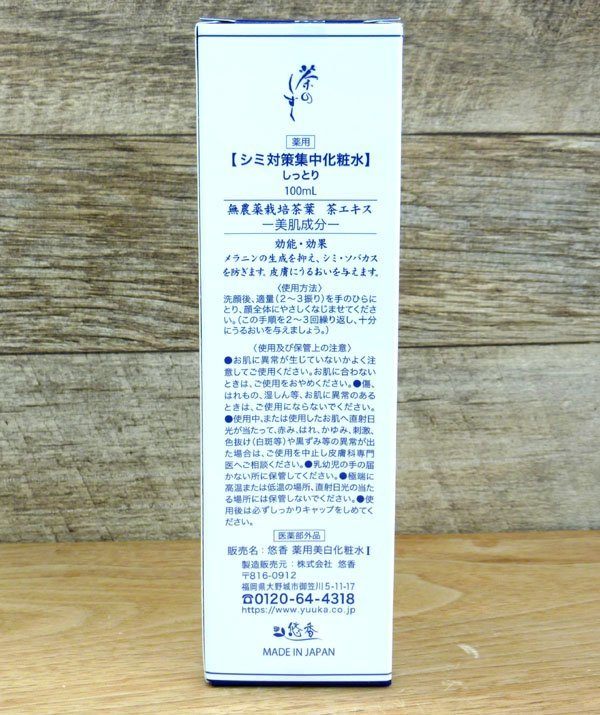 茶のしずく
薬用
【シミ対策集中化粧水】
しっとり
100mL
無農薬栽培茶葉 茶エキス
ー美肌成分ー
効能・効果
メラニンの生成を抑え、シミ・ソバカス
を防ぎます。皮膚にうるおいを与えます。
〈使用方法〉
洗顔後、適量(2〜3振り)を手のひらに
とり、顔全体にやさしくなじませてくださ
い。(この手順を2〜3回繰り返し、十分
にうるおいを与えましょう。)
〈使用及び保管上の注意〉
●お肌に異常が生じていないかよく注
意してご使用ください。お肌に合わない
ときは、ご使用をおやめください。●傷、
はれもの、湿しん等、お肌に異常のある
ときは、ご使用にならないでください。
●使用中、または使用したお肌へ直射日
光が当たって、赤み、はれ、かゆみ、刺激、
色抜け(白斑等)や黒ずみ等の異常が出
た場合は、ご使用を中止し皮膚科専門
医へご相談ください。●乳幼児の手の届
かない所に保管してください。●極端に
高温または低温の場所、直射日光の当た
る場所には保管しないでください。●使
用後は必ずしっかりキャップをしめてく
ださい。
医薬部外品
販売名:悠香 薬用美白化粧水I
製造販売元:株式会社 悠香
〒816-0912
福岡県大野城市御笠川5-11-17
☎0120-64-4318
https://www.yuuka.co.jp
悠香
MADE IN JAPAN